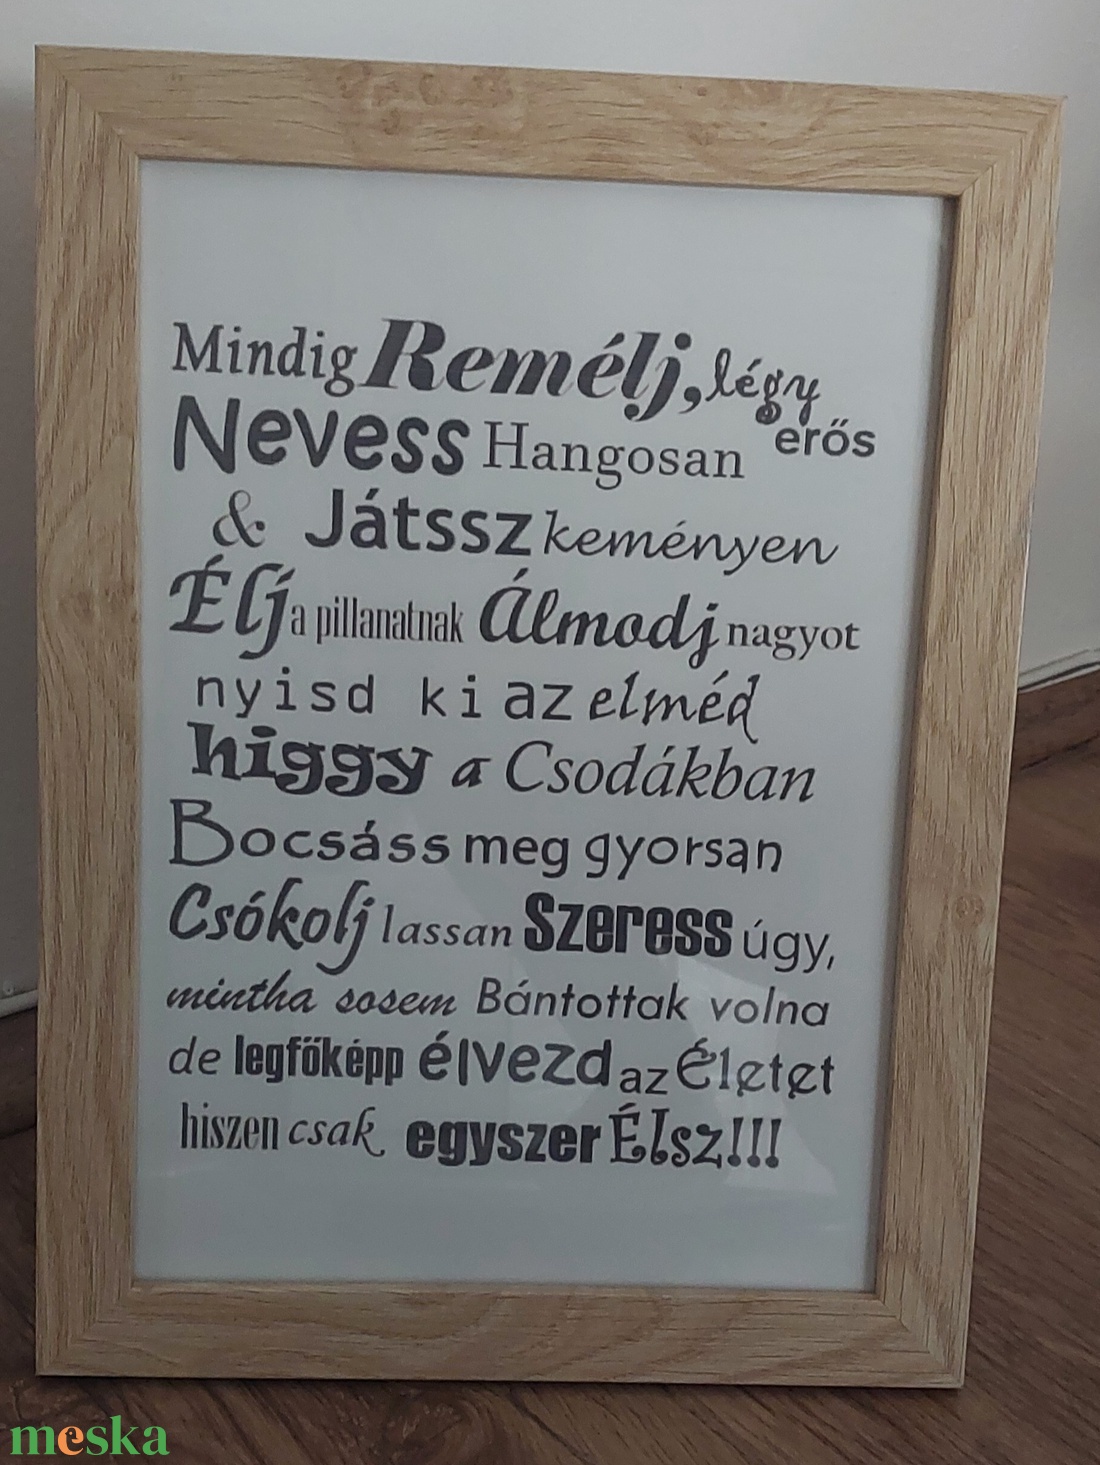 Mindig Remélj, légy
erős
Nevess Hangosan
& Játssz keményen
Élj a pillanatnak Álmodj nagyot
nyisd ki az elméd
higgy a Csodákban
Bocsáss meg gyorsan
Csókolj lassan Szeress úgy,
mintha sosem Bántottak volna
de legfőképp élvezd az Életet
hiszen csak egyszer Élsz!!!
meska